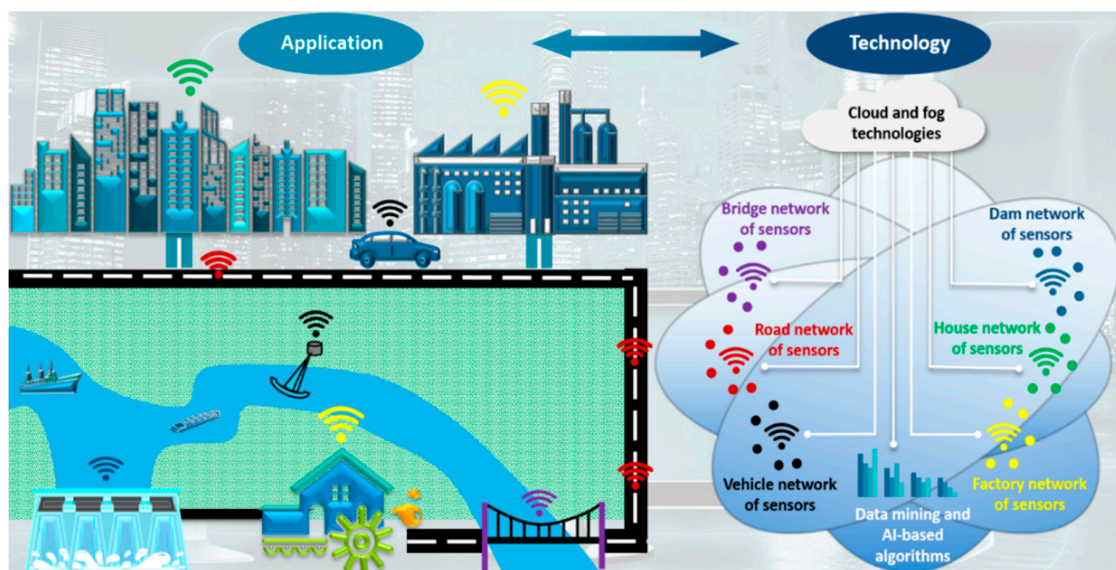 Application
Technology
Cloud and fog
technologies
Bridge network
of sensors
Dam network
of sensors
Road network
of sensors
House network
of sensors
Vehicle network
of sensors
Data mining and
AI-based
algorithms
Factory network
of sensors